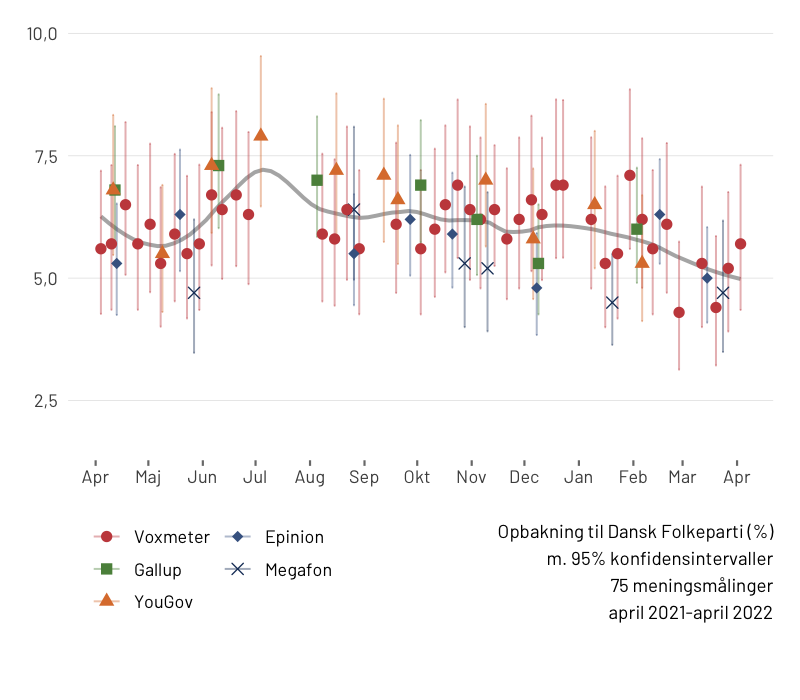 10,0
7,5
5,0
2,5
Apr Maj Jun Jul Aug Sep Okt Nov Dec Jan Feb Mar Apr
Voxmeter Epinion
Gallup Megafon
YouGov
Opbakning til Dansk Folkeparti (%)
m. 95% konfidensintervaller
75 meningsmålinger
april 2021-april 2022